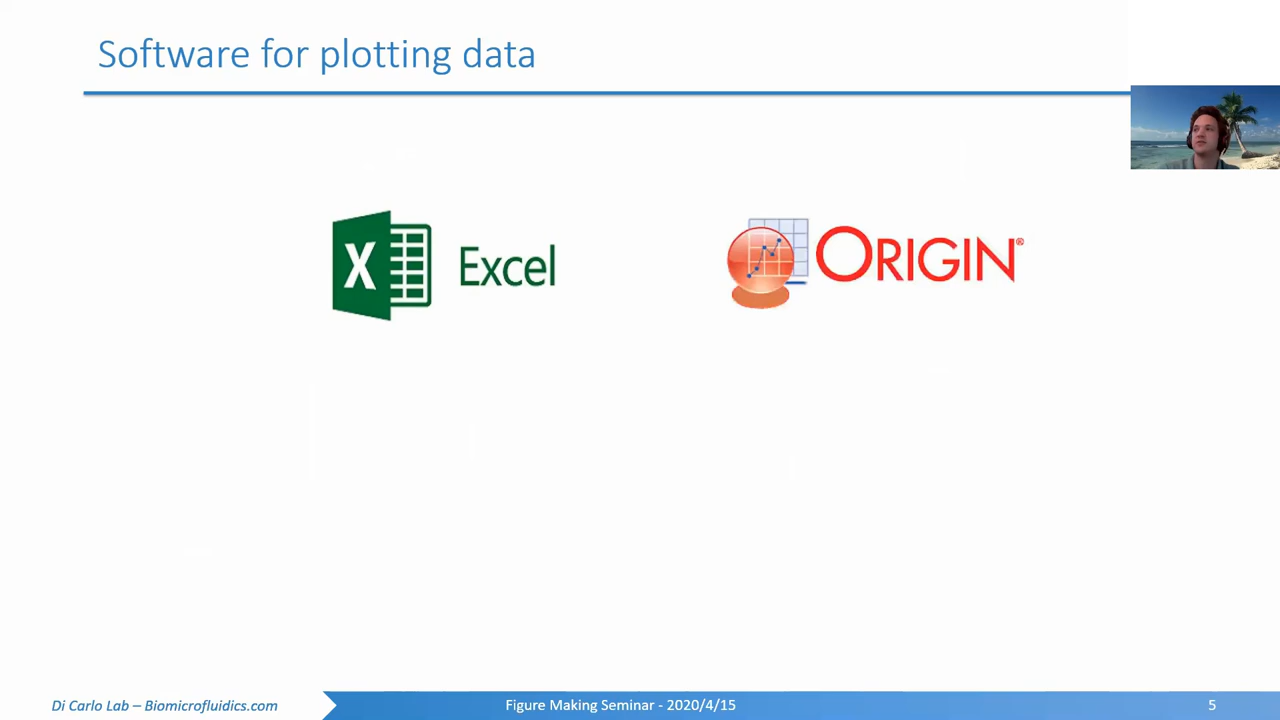 Software for plotting data
X
Excel
ORIGIN®
Di Carlo Lab – Biomicrofluidics.com
Figure Making Seminar - 2020/4/15
5